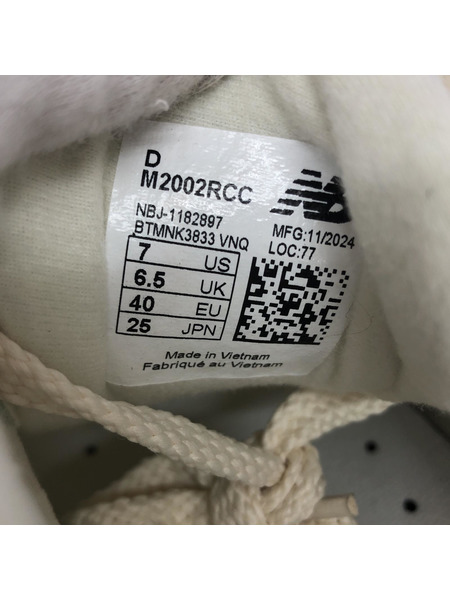 D
M2002RCC
NB
NBJ-1182897
BTMNK3833 VNQ
MFG:11/2024
LOC:77
7 US
6.5 UK
40 EU
25 JPN
Made in Vietnam
Fabriqué au Vietnam